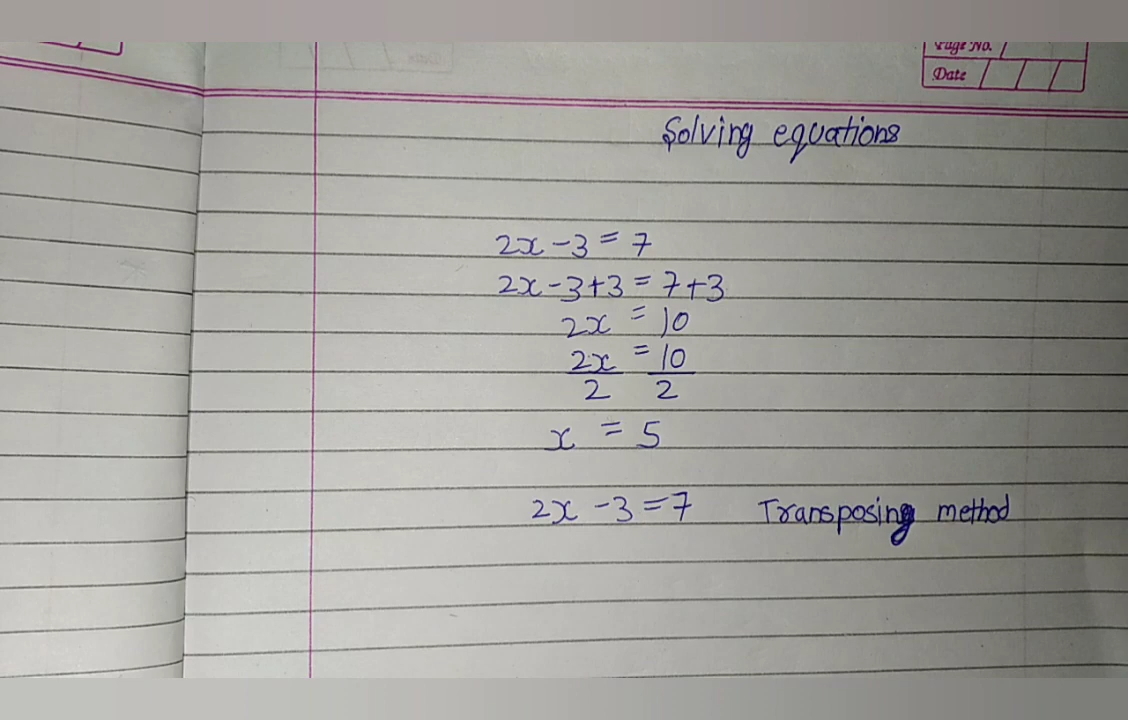 Page No.
Date
Solving equations
2x - 3 = 7
2x - 3 + 3 = 7 + 3
2x = 10
2x/2 = 10/2
x = 5
2x - 3 = 7 Transposing method